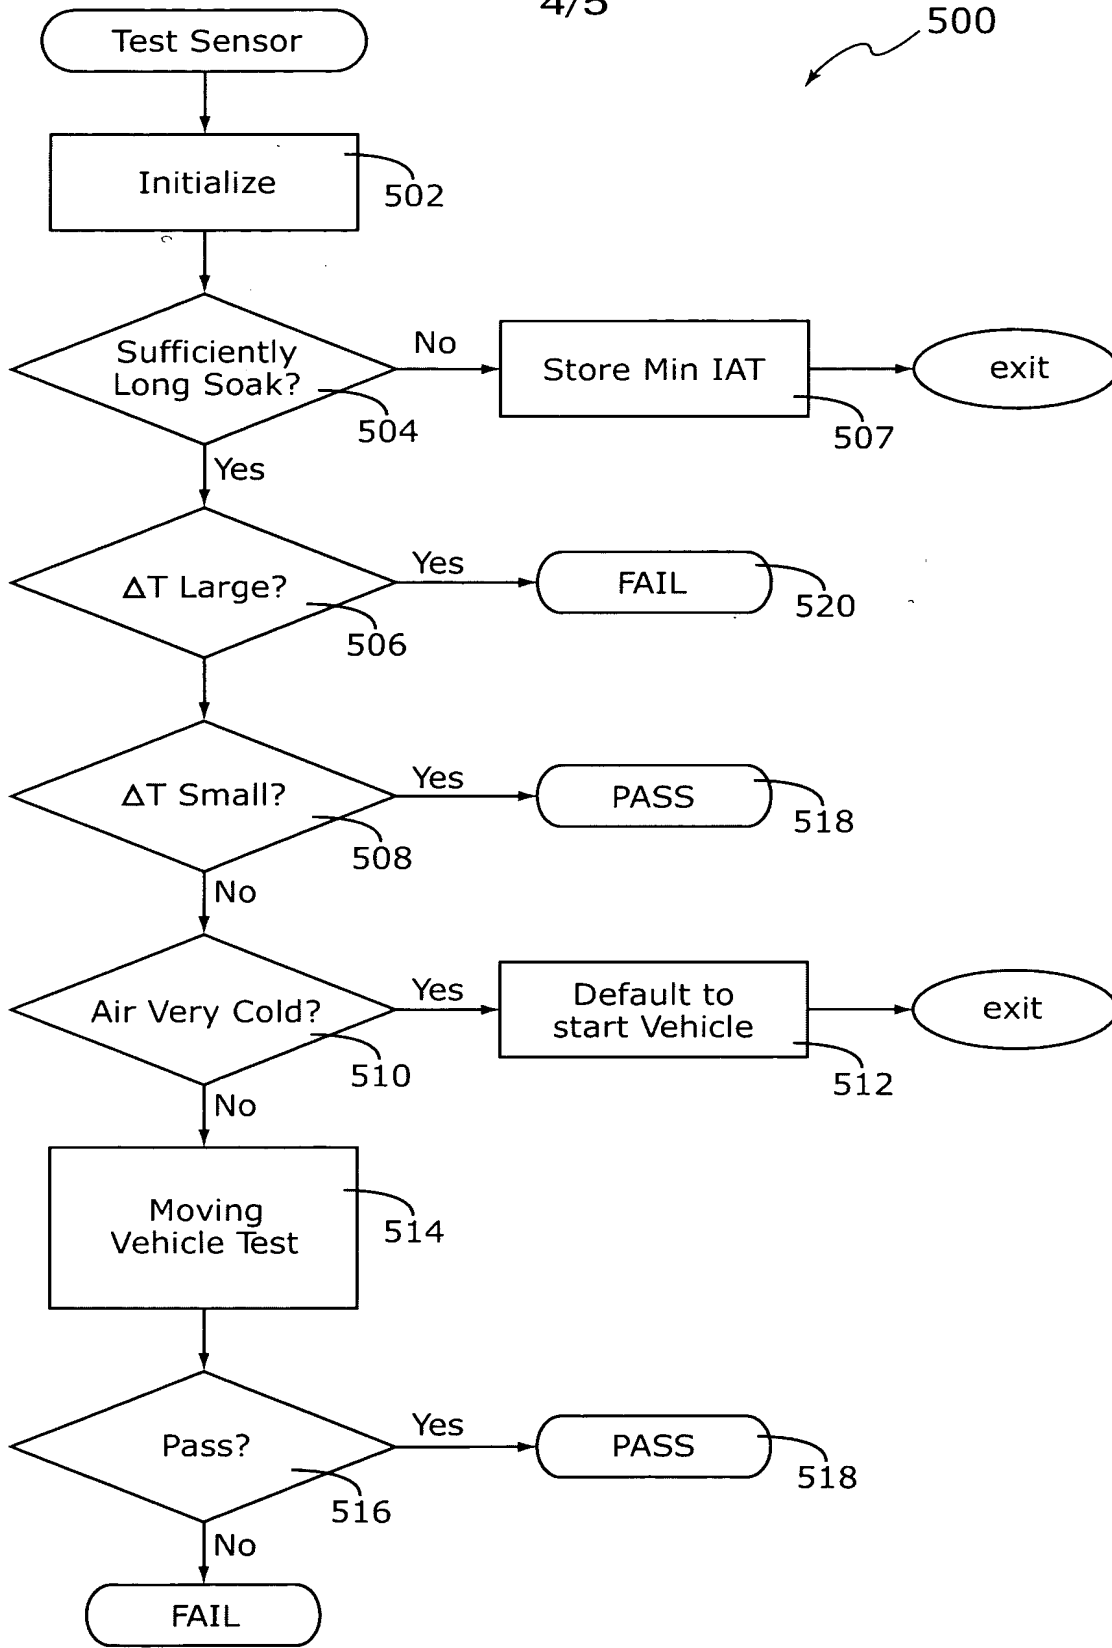 4/5
500
Test Sensor
Initialize
502
Sufficiently
Long Soak?
504
No
Store Min IAT
507
exit
Yes
ΔT Large?
506
Yes
FAIL
520
ΔT Small?
508
Yes
PASS
518
No
Air Very Cold?
510
Yes
Default to
start Vehicle
512
exit
No
Moving
Vehicle Test
514
Pass?
516
Yes
PASS
518
No
FAIL